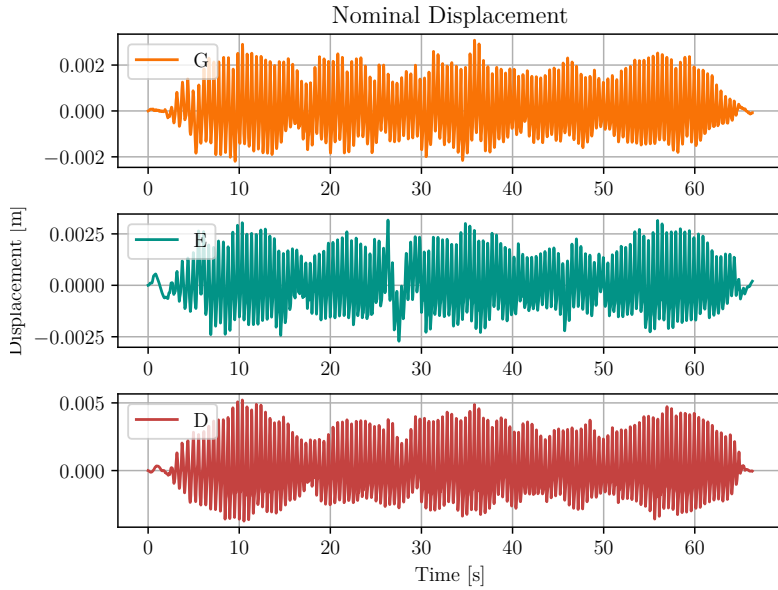 Nominal Displacement
G
0.002
0.000
−0.002
0 10 20 30 40 50 60
Displacement [m]
E
0.0025
0.0000
−0.0025
0 10 20 30 40 50 60
D
0.005
0.000
0 10 20 30 40 50 60
Time [s]